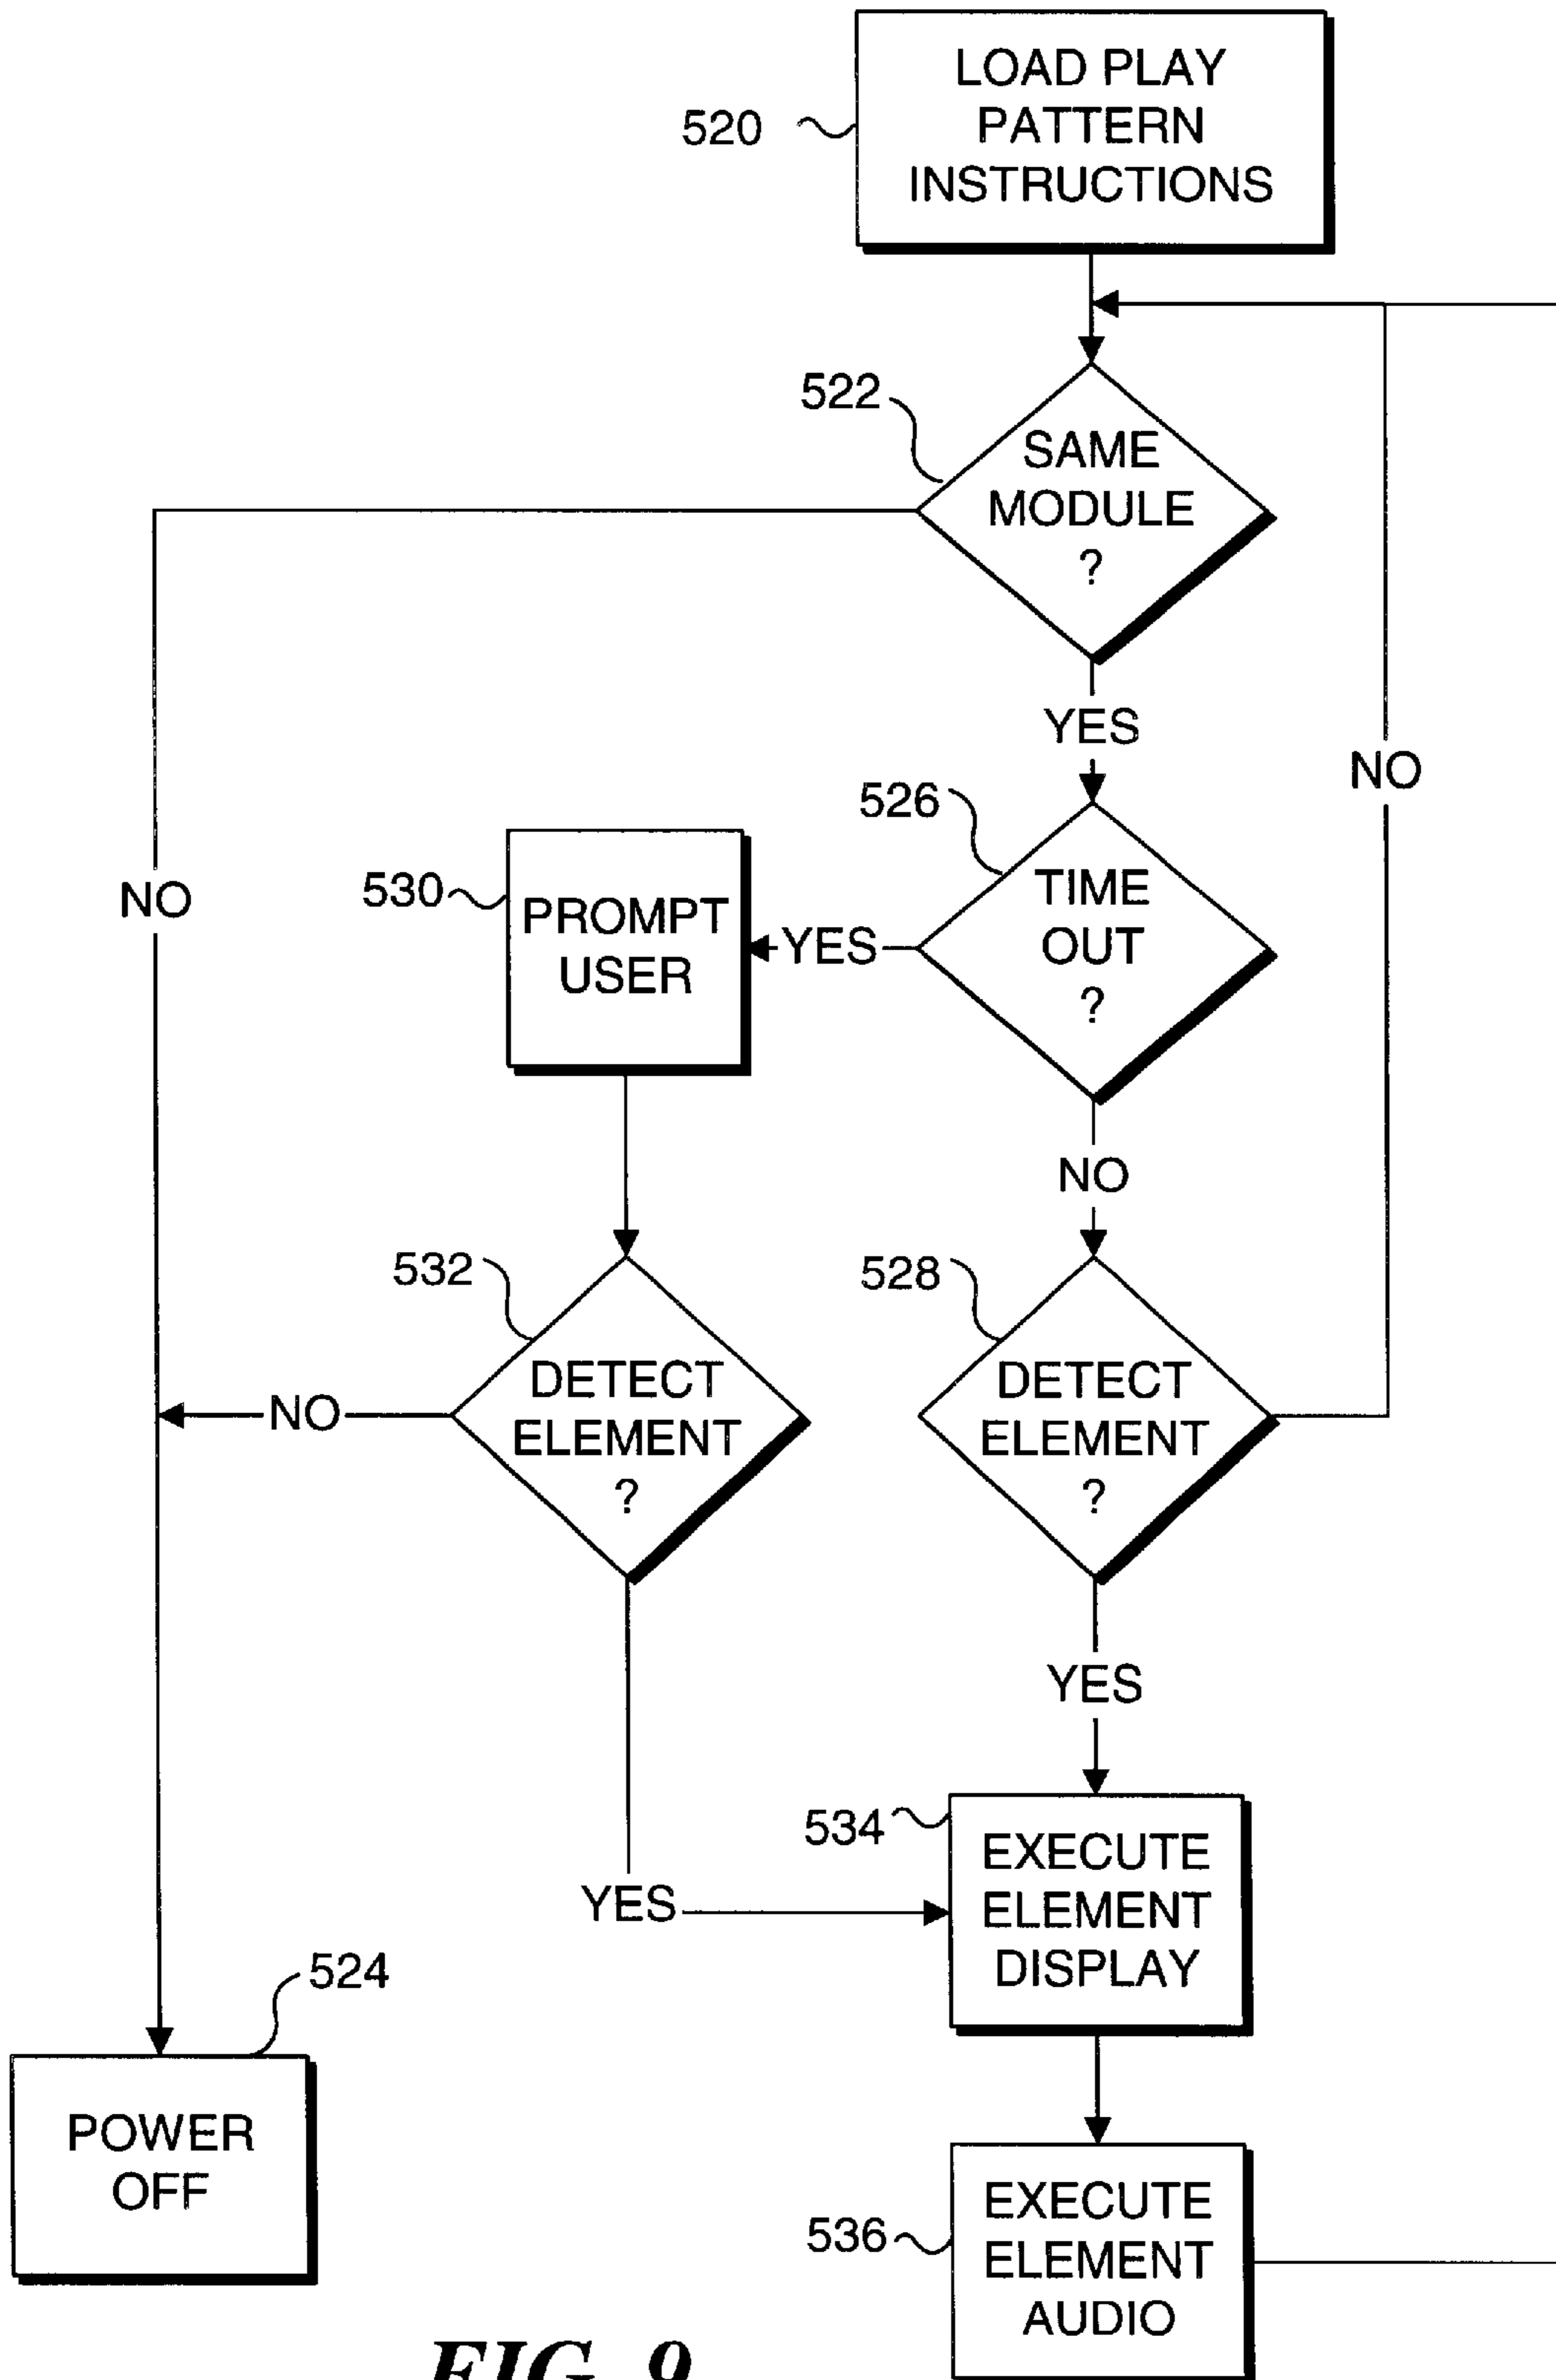 LOAD PLAY
PATTERN
INSTRUCTIONS
520
522
SAME
MODULE
?
YES
NO
NO
526
TIME
OUT
?
530
PROMPT
USER
YES
NO
532
DETECT
ELEMENT
?
NO
528
DETECT
ELEMENT
?
YES
YES
534
EXECUTE
ELEMENT
DISPLAY
524
POWER
OFF
536
EXECUTE
ELEMENT
AUDIO
FIG. 9